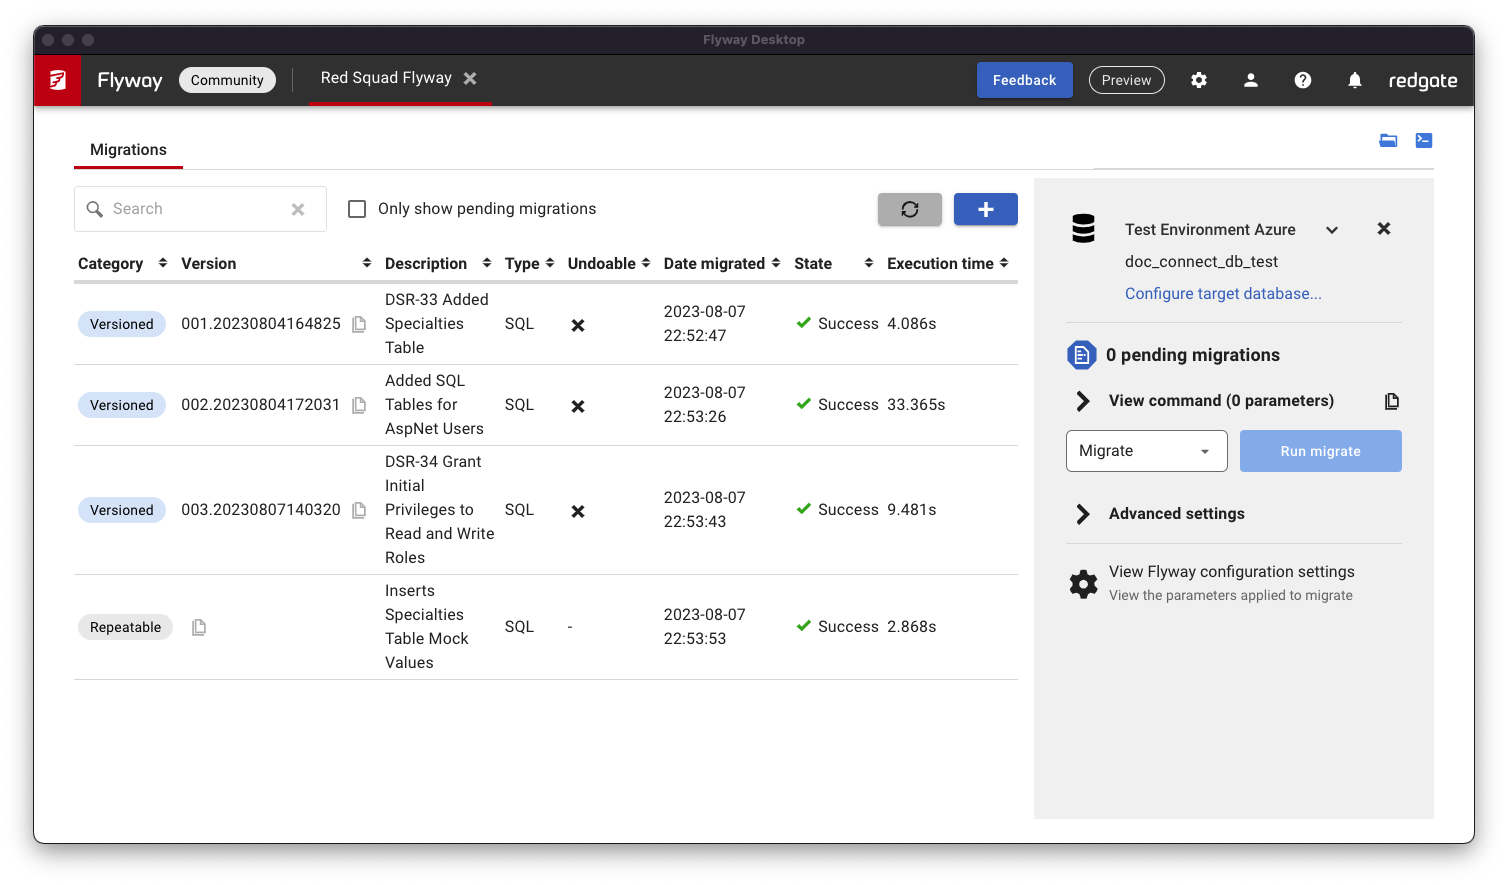 Flyway Desktop
Flyway Community Red Squad Flyway Feedback Preview redgate
Migrations
Search Only show pending migrations
Category Version Description Type Undoable Date migrated State Execution time
Versioned 001.20230804164825 DSR-33 Added Specialties Table SQL 2023-08-07 22:52:47 Success 4.086s
Versioned 002.20230804172031 Added SQL Tables for AspNet Users SQL 2023-08-07 22:53:26 Success 33.365s
Versioned 003.20230807140320 DSR-34 Grant Initial Privileges to Read and Write Roles SQL 2023-08-07 22:53:43 Success 9.481s
Repeatable Inserts Specialties Table Mock Values SQL - 2023-08-07 22:53:53 Success 2.868s
Test Environment Azure
doc_connect_db_test
Configure target database...
0 pending migrations
View command (0 parameters)
Migrate Run migrate
Advanced settings
View Flyway configuration settings
View the parameters applied to migrate